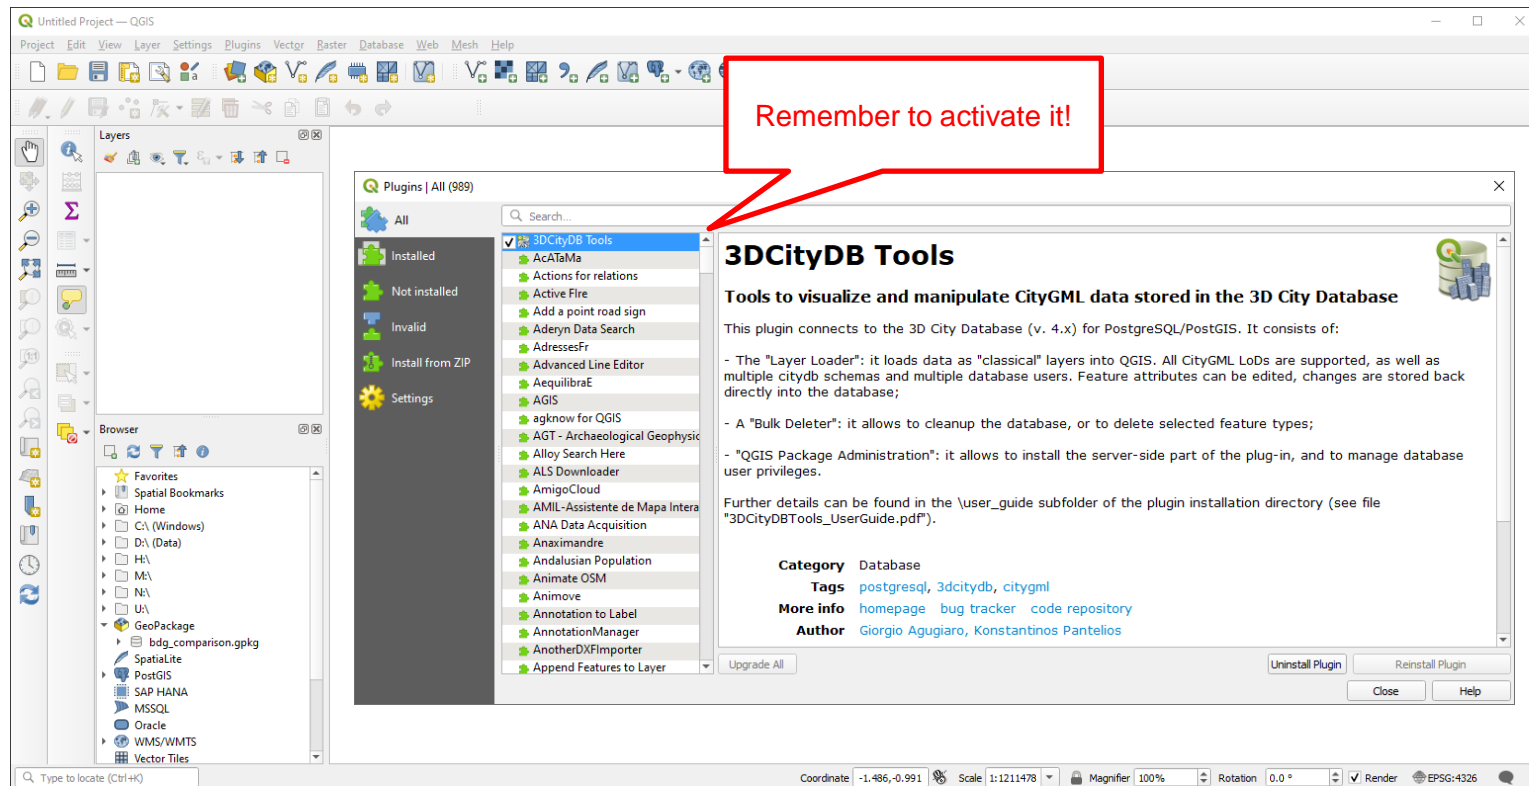 Untitled Project — QGIS
Project Edit View Layer Settings Plugins Vector Raster Database Web Mesh Help
Remember to activate it!
Layers
Plugins | All (989)
All
Installed
Not installed
Invalid
Install from ZIP
Settings
Search...
3DCityDB Tools
AcATaMa
Actions for relations
Active FIre
Add a point road sign
Aderyn Data Search
AdressesFr
Advanced Line Editor
AequilibraE
AGIS
agknow for QGIS
AGT - Archaeological Geophysic
Alloy Search Here
ALS Downloader
AmigoCloud
AMIL-Assistente de Mapa Intera
ANA Data Acquisition
Anaximandre
Andalusian Population
Animate OSM
Animove
Annotation to Label
AnnotationManager
AnotherDXFImporter
Append Features to Layer
3DCityDB Tools
Tools to visualize and manipulate CityGML data stored in the 3D City Database
This plugin connects to the 3D City Database (v. 4.x) for PostgreSQL/PostGIS. It consists of:
- The "Layer Loader": it loads data as "classical" layers into QGIS. All CityGML LoDs are supported, as well as
multiple citydb schemas and multiple database users. Feature attributes can be edited, changes are stored back
directly into the database;
- A "Bulk Deleter": it allows to cleanup the database, or to delete selected feature types;
- "QGIS Package Administration": it allows to install the server-side part of the plug-in, and to manage database
user privileges.
Further details can be found in the \user_guide subfolder of the plugin installation directory (see file
"3DCityDBTools_UserGuide.pdf").
Category Database
Tags postgresql, 3dcitydb, citygml
More info homepage bug tracker code repository
Author Giorgio Agugiaro, Konstantinos Pantelios
Upgrade All
Uninstall Plugin
Reinstall Plugin
Close
Help
Browser
Favorites
Spatial Bookmarks
Home
C:\ (Windows)
D:\ (Data)
H:\
M:\
N:\
U:\
GeoPackage
bdg_comparison.gpkg
SpatiaLite
PostGIS
SAP HANA
MSSQL
Oracle
WMS/WMTS
Vector Tiles
Type to locate (Ctrl+K)
Coordinate -1.486,-0.991 Scale 1:1211478 Magnifier 100% Rotation 0.0 ° Render EPSG:4326